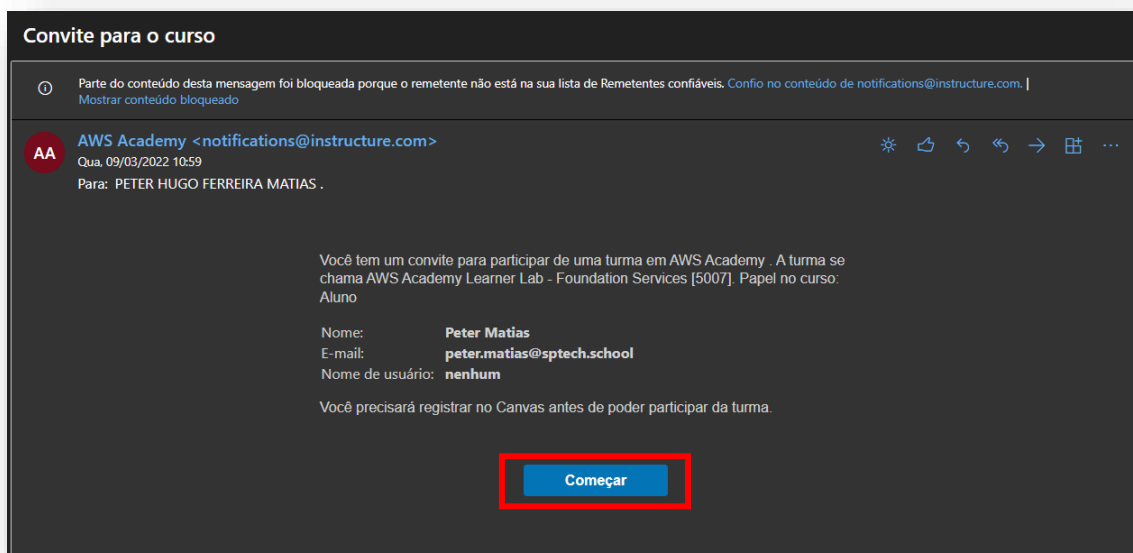 Convite para o curso
Parte do conteúdo desta mensagem foi bloqueada porque o remetente não está na sua lista de Remetentes confiáveis. Confio no conteúdo de notifications@instructure.com. |
Mostrar conteúdo bloqueado
AA
AWS Academy <notifications@instructure.com>
Qua, 09/03/2022 10:59
Para: PETER HUGO FERREIRA MATIAS .
Você tem um convite para participar de uma turma em AWS Academy . A turma se
chama AWS Academy Learner Lab - Foundation Services [5007]. Papel no curso:
Aluno
Nome: Peter Matias
E-mail: peter.matias@sptech.school
Nome de usuário: nenhum
Você precisará registrar no Canvas antes de poder participar da turma.
Começar